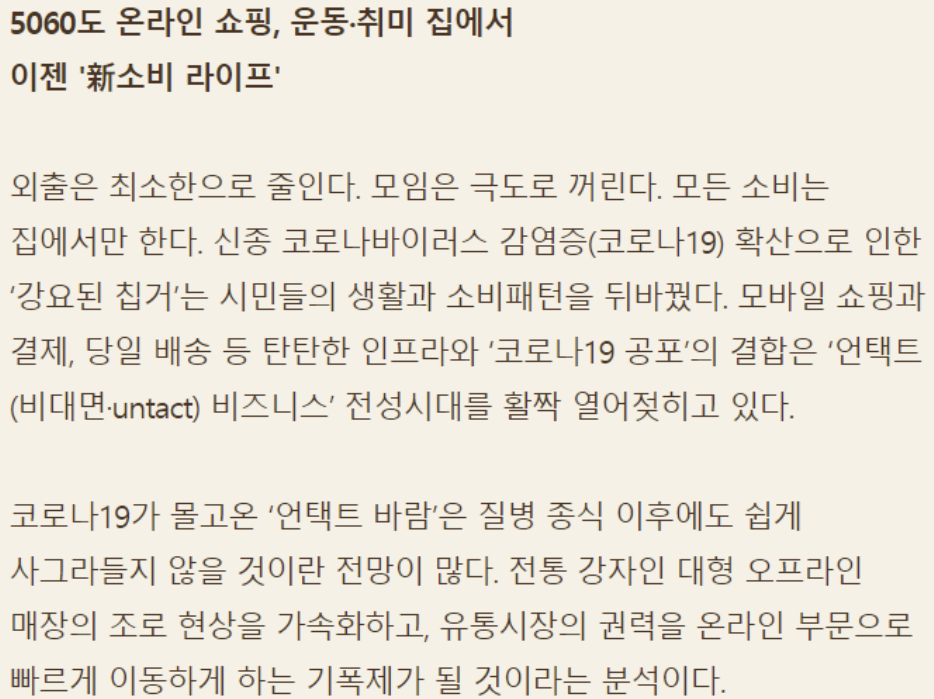 5060도 온라인 쇼핑, 운동·취미 집에서
이젠 '新소비 라이프'
외출은 최소한으로 줄인다. 모임은 극도로 꺼린다. 모든 소비는
집에서만 한다. 신종 코로나바이러스 감염증(코로나19) 확산으로 인한
‘강요된 칩거’는 시민들의 생활과 소비패턴을 뒤바꿨다. 모바일 쇼핑과
결제, 당일 배송 등 탄탄한 인프라와 ‘코로나19 공포’의 결합은 ‘언택트
(비대면·untact) 비즈니스’ 전성시대를 활짝 열어젖히고 있다.
코로나19가 몰고온 ‘언택트 바람’은 질병 종식 이후에도 쉽게
사그라들지 않을 것이란 전망이 많다. 전통 강자인 대형 오프라인
매장의 조로 현상을 가속화하고, 유통시장의 권력을 온라인 부문으로
빠르게 이동하게 하는 기폭제가 될 것이라는 분석이다.